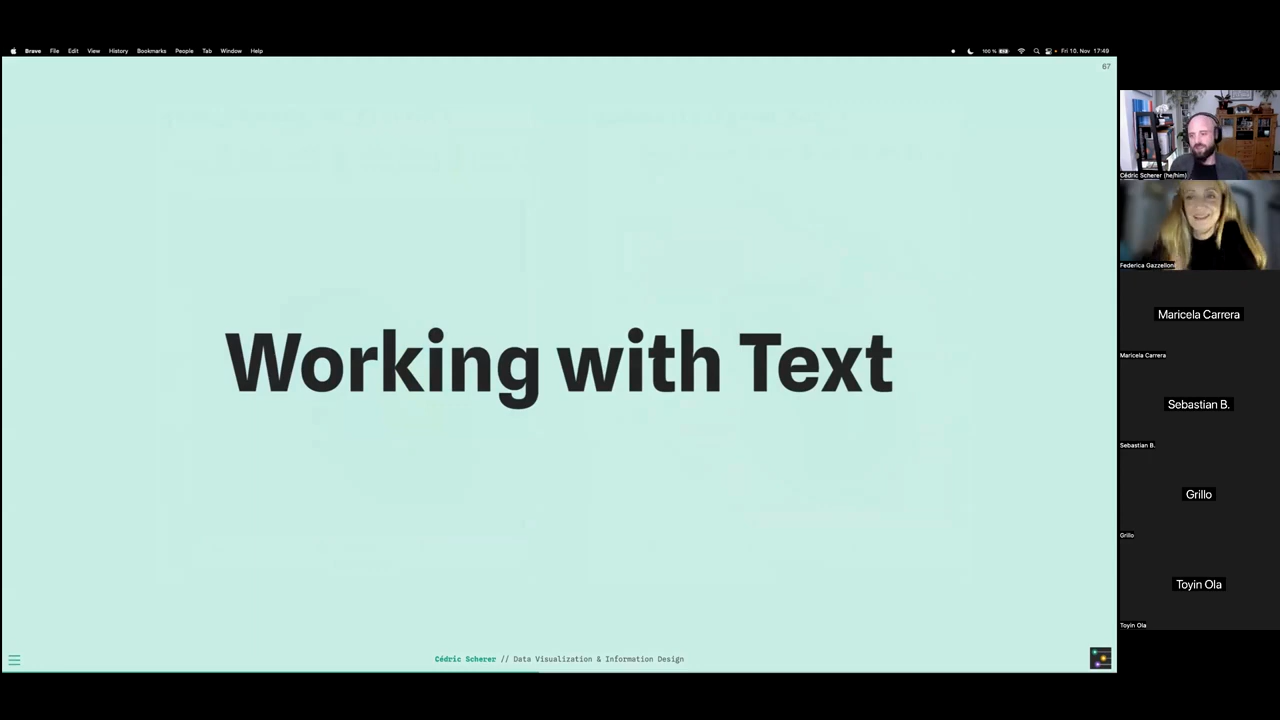 Brave File Edit View History Bookmarks People Tab Window Help
100 % Fri 10. Nov 17:49
67
Working with Text
Cédric Scherer // Data Visualization & Information Design
Cédric Scherer (he/him)
Federica Gazzelloni
Maricela Carrera
Maricela Carrera
Sebastian B.
Sebastian B.
Grillo
Grillo
Toyin Ola
Toyin Ola